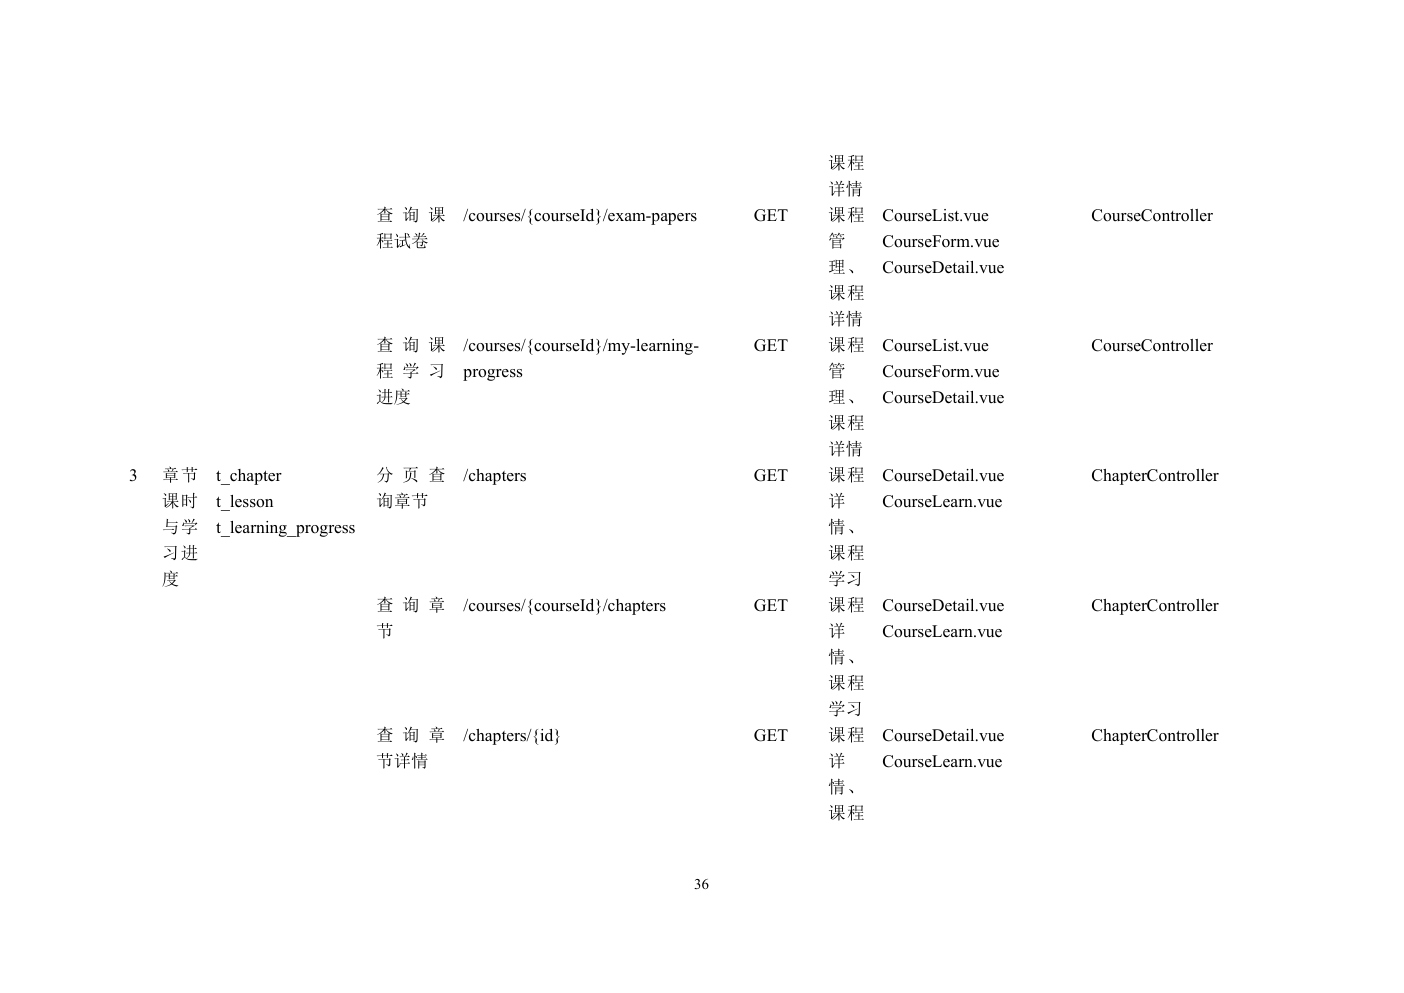 课程
详情
查询课 /courses/{courseId}/exam-papers GET 课程 CourseList.vue CourseController
程试卷 管 CourseForm.vue
理、 CourseDetail.vue
课程
详情
查询课 /courses/{courseId}/my-learning- GET 课程 CourseList.vue CourseController
程学习 progress 管 CourseForm.vue
进度 理、 CourseDetail.vue
课程
详情
3 章节 t_chapter 分页查 /chapters GET 课程 CourseDetail.vue ChapterController
课时 t_lesson 询章节 详 CourseLearn.vue
与学 t_learning_progress 情、
习进 课程
度 学习
查询章 /courses/{courseId}/chapters GET 课程 CourseDetail.vue ChapterController
节 详 CourseLearn.vue
情、
课程
学习
查询章 /chapters/{id} GET 课程 CourseDetail.vue ChapterController
节详情 详 CourseLearn.vue
情、
课程
36